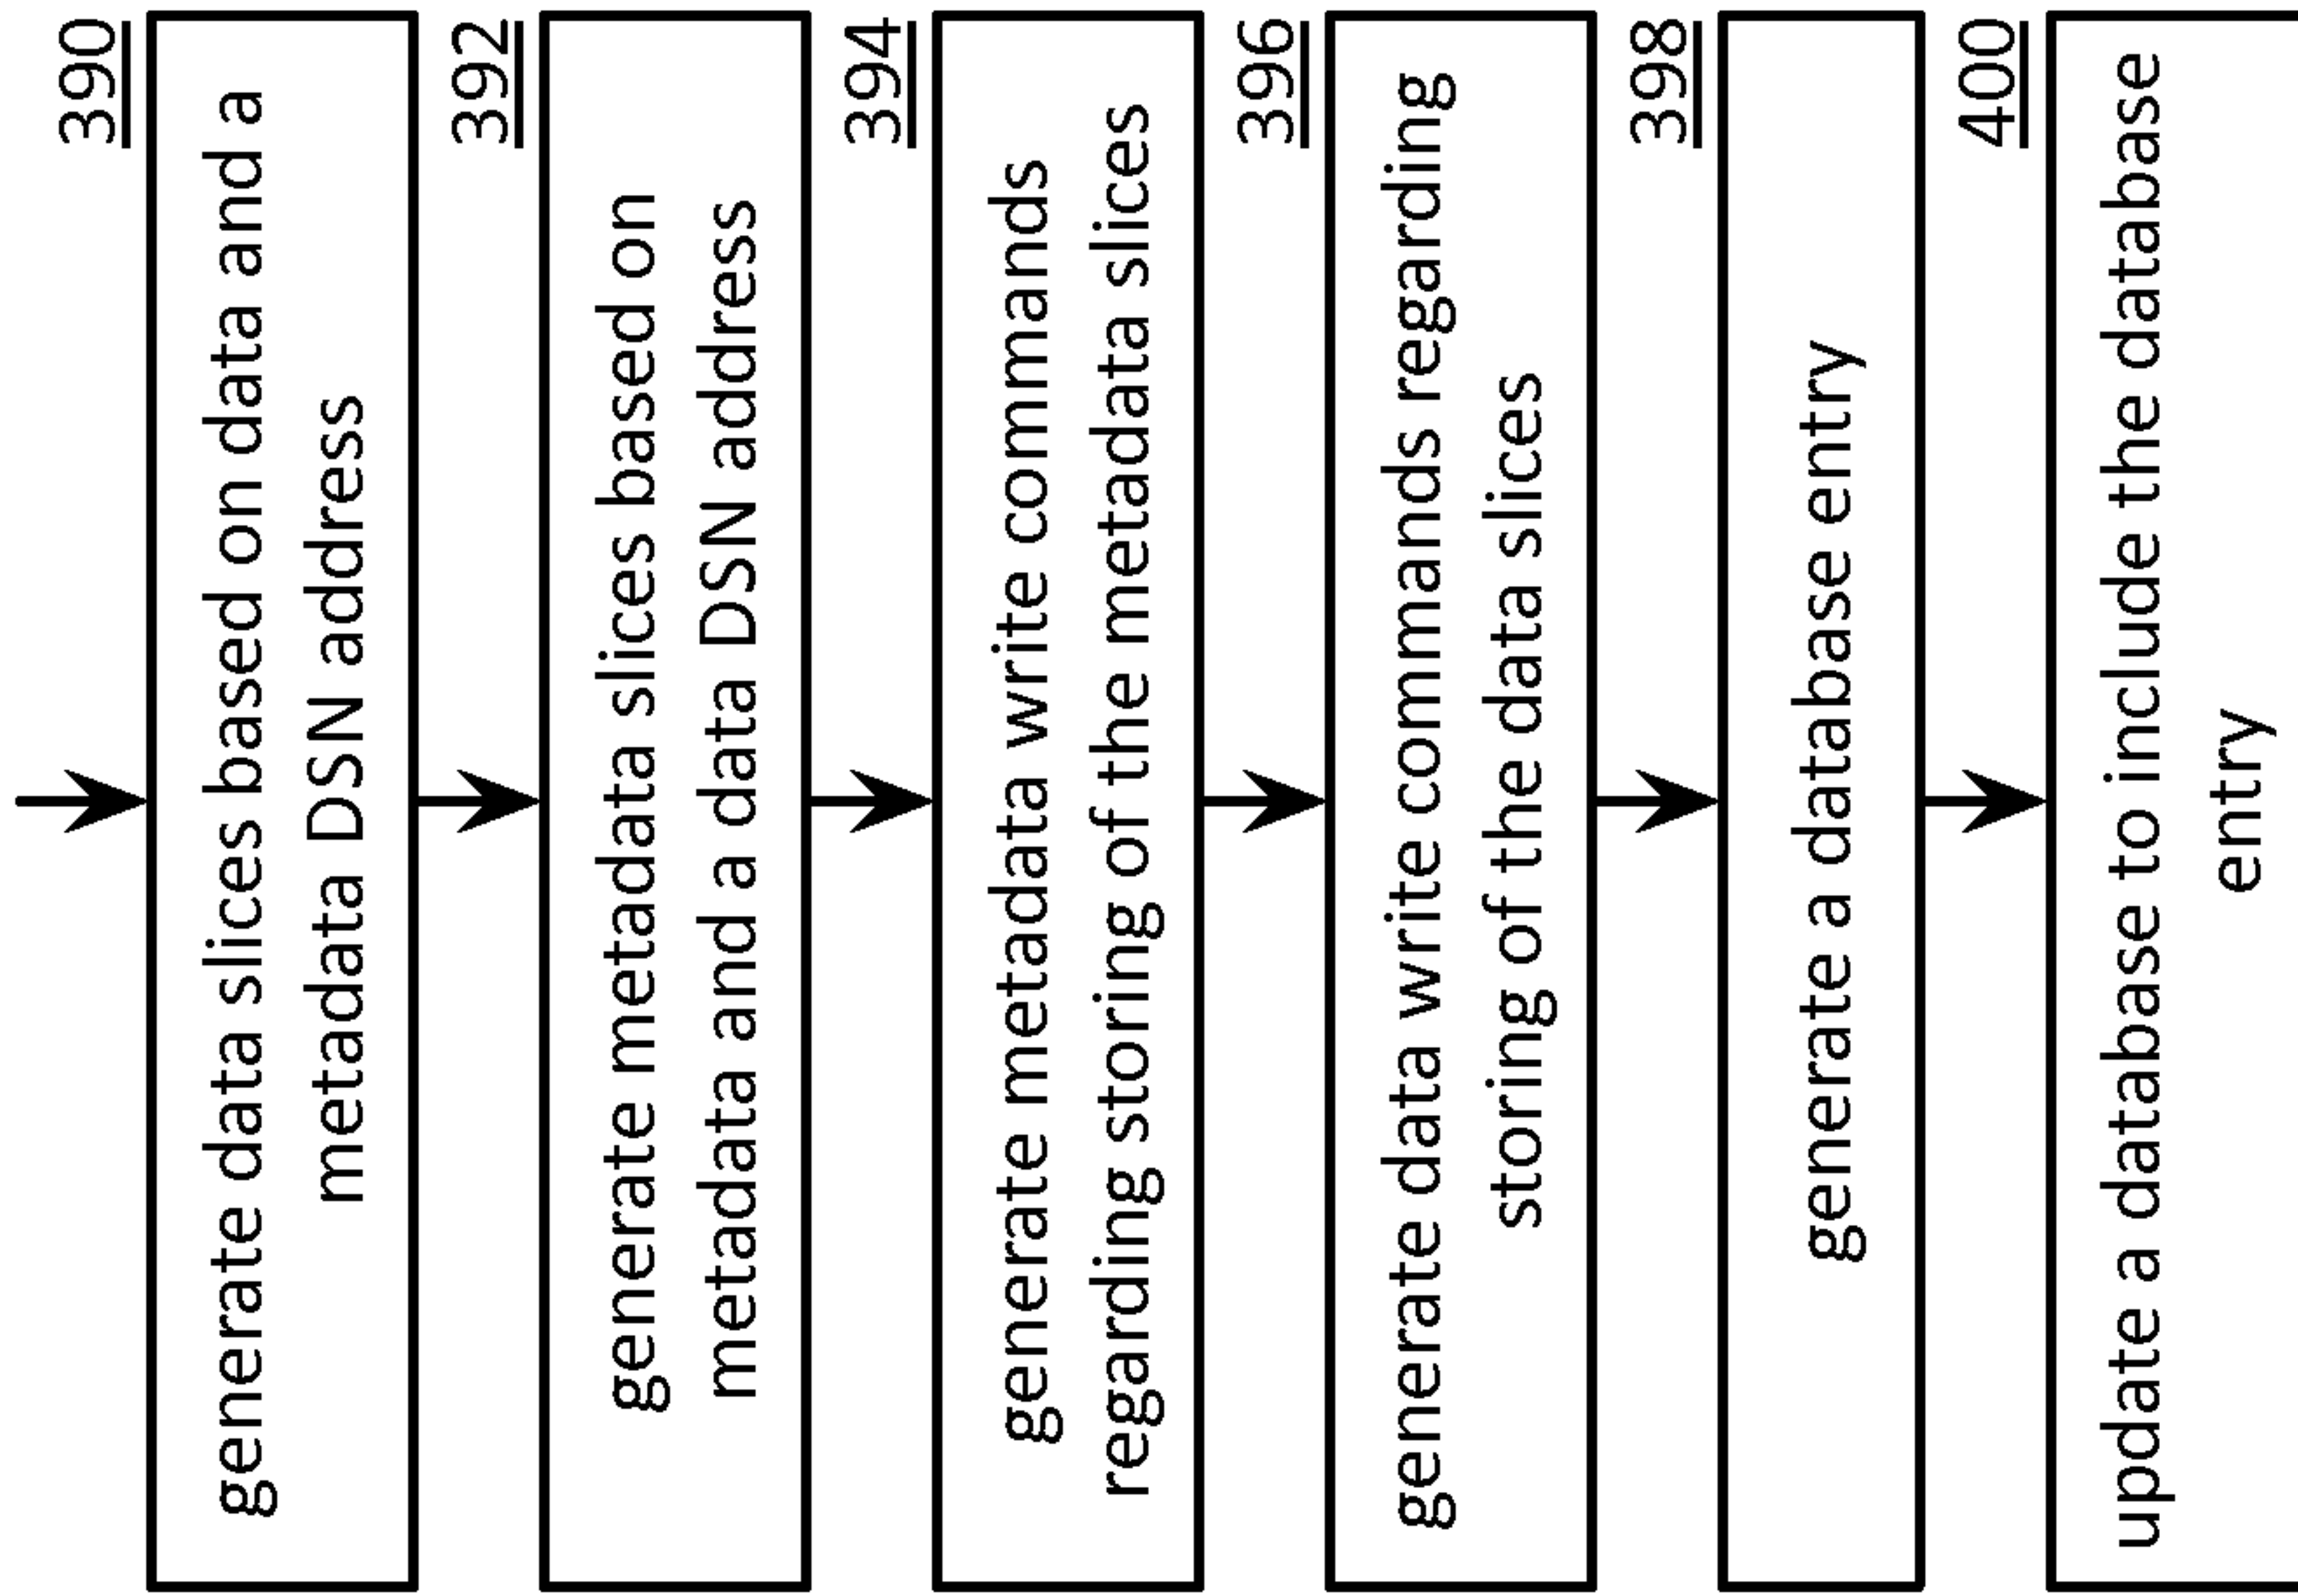 390
generate data slices based on data and a
metadata DSN address
392
generate metadata slices based on
metadata and a data DSN address
394
generate metadata write commands
regarding storing of the metadata slices
396
generate data write commands regarding
storing of the data slices
398
generate a database entry
400
update a database to include the database
entry